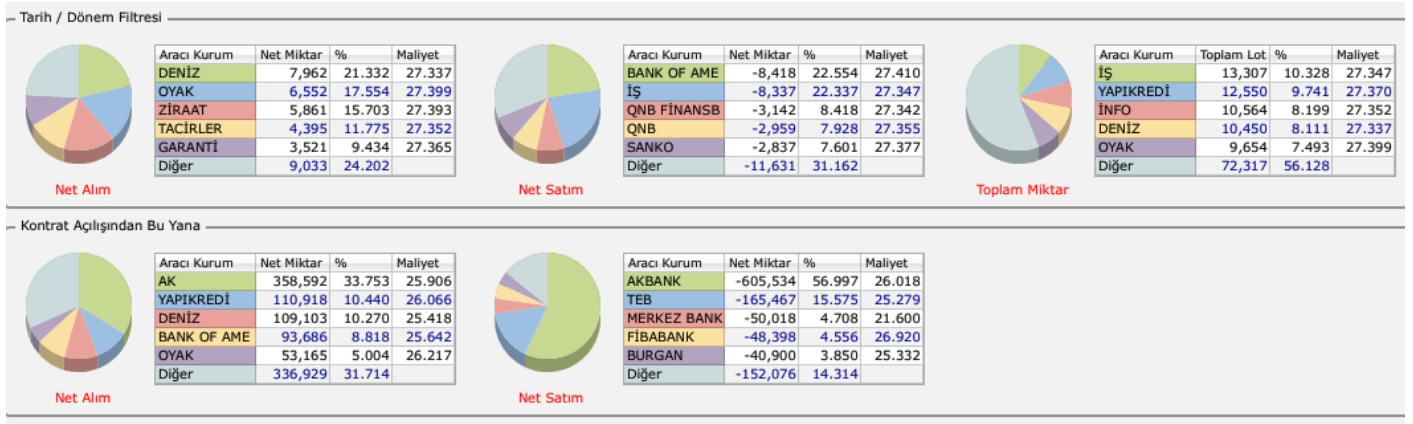 Tarih / Dönem Filtresi
Aracı Kurum Net Miktar % Maliyet
DENİZ 7,962 21.332 27.337
OYAK 6,552 17.554 27.399
ZİRAAT 5,861 15.703 27.393
TACİRLER 4,395 11.775 27.352
GARANTİ 3,521 9.434 27.365
Diğer 9,033 24.202
Net Alım
Aracı Kurum Net Miktar % Maliyet
BANK OF AME -8,418 22.554 27.410
İŞ -8,337 22.337 27.347
QNB FİNANSB -3,142 8.418 27.342
QNB -2,959 7.928 27.355
SANKO -2,837 7.601 27.377
Diğer -11,631 31.162
Net Satım
Aracı Kurum Toplam Lot % Maliyet
İŞ 13,307 10.328 27.347
YAPIKREDİ 12,550 9.741 27.370
İNFO 10,564 8.199 27.352
DENİZ 10,450 8.111 27.337
OYAK 9,654 7.493 27.399
Diğer 72,317 56.128
Toplam Miktar
Kontrat Açılışından Bu Yana
Aracı Kurum Net Miktar % Maliyet
AK 358,592 33.753 25.906
YAPIKREDİ 110,918 10.440 26.066
DENİZ 109,103 10.270 25.418
BANK OF AME 93,686 8.818 25.642
OYAK 53,165 5.004 26.217
Diğer 336,929 31.714
Net Alım
Aracı Kurum Net Miktar % Maliyet
AKBANK -605,534 56.997 26.018
TEB -165,467 15.575 25.279
MERKEZ BANK -50,018 4.708 21.600
FİBABANK -48,398 4.556 26.920
BURGAN -40,900 3.850 25.332
Diğer -152,076 14.314
Net Satım